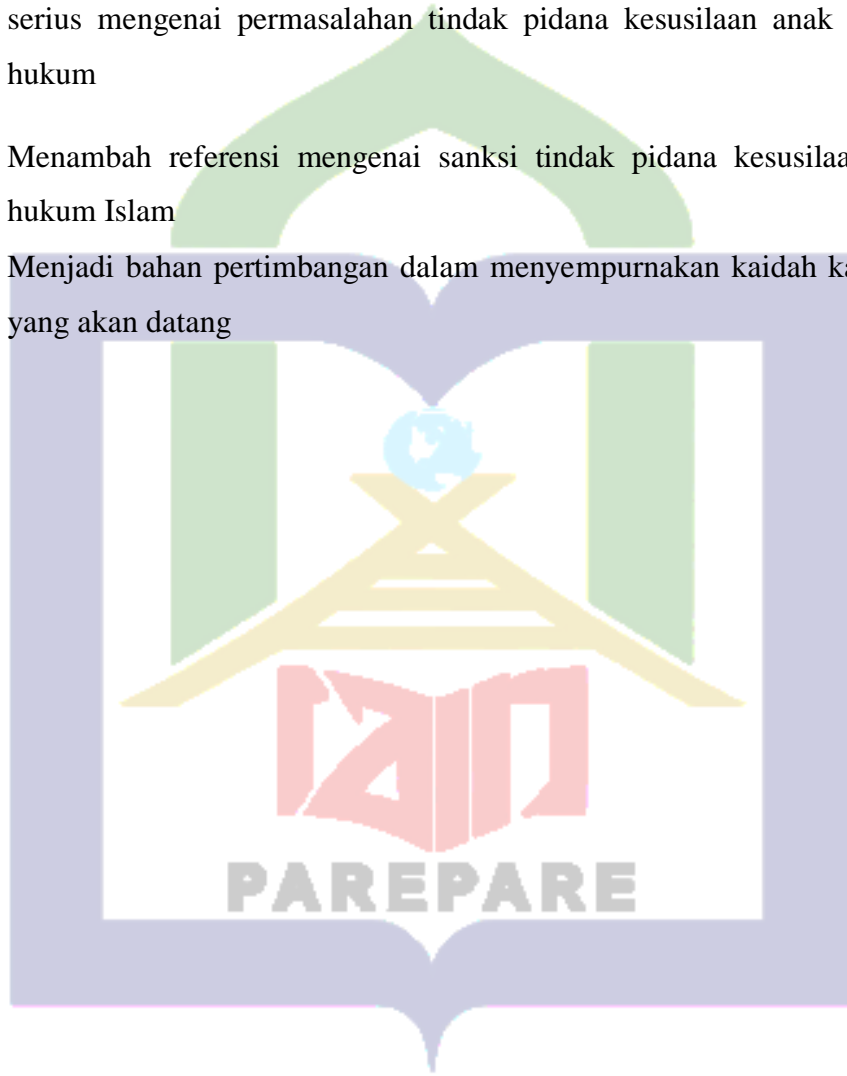 serius mengenai permasalahan tindak pidana kesusilaan anak
hukum
Menambah referensi mengenai sanksi tindak pidana kesusilaa
hukum Islam
Menjadi bahan pertimbangan dalam menyempurnakan kaidah ka
yang akan datang
iain
PAREPARE